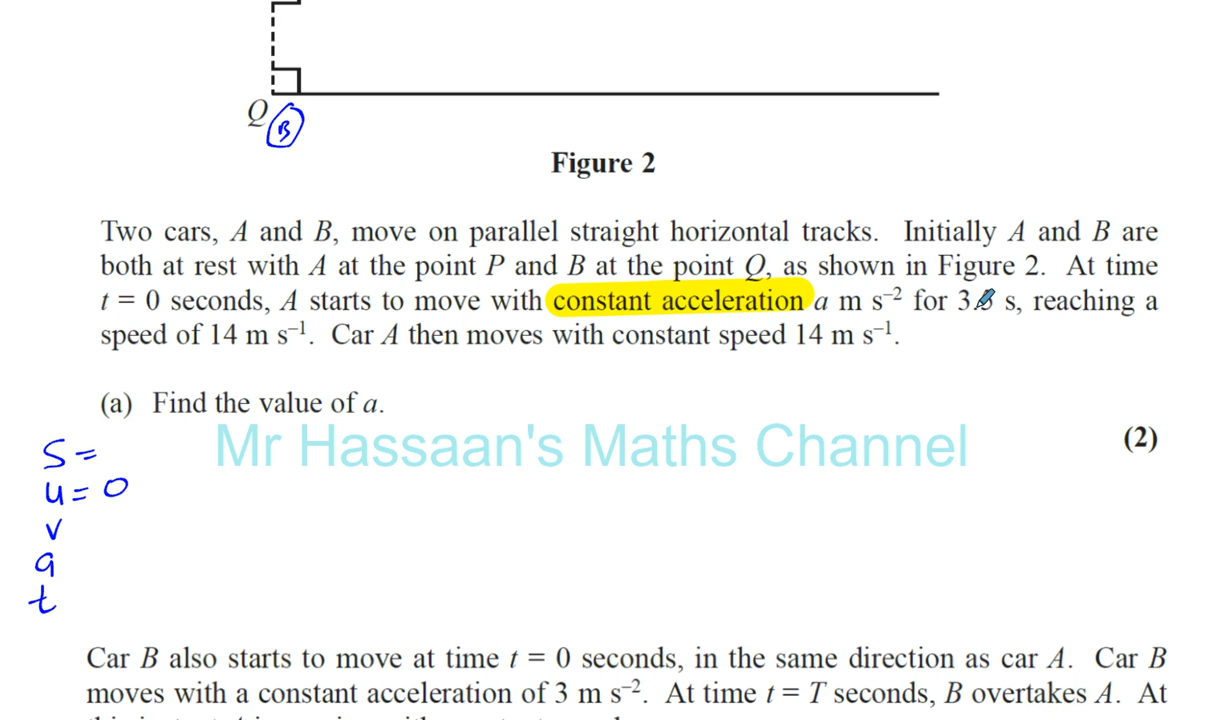 Q B
Figure 2
Two cars, A and B, move on parallel straight horizontal tracks. Initially A and B are
both at rest with A at the point P and B at the point Q, as shown in Figure 2. At time
t = 0 seconds, A starts to move with constant acceleration a m s⁻² for 3 s, reaching a
speed of 14 m s⁻¹. Car A then moves with constant speed 14 m s⁻¹.
(a) Find the value of a.
Mr Hassaan's Maths Channel
(2)
s =
u = 0
v
a
t
Car B also starts to move at time t = 0 seconds, in the same direction as car A. Car B
moves with a constant acceleration of 3 m s⁻². At time t = T seconds, B overtakes A. At